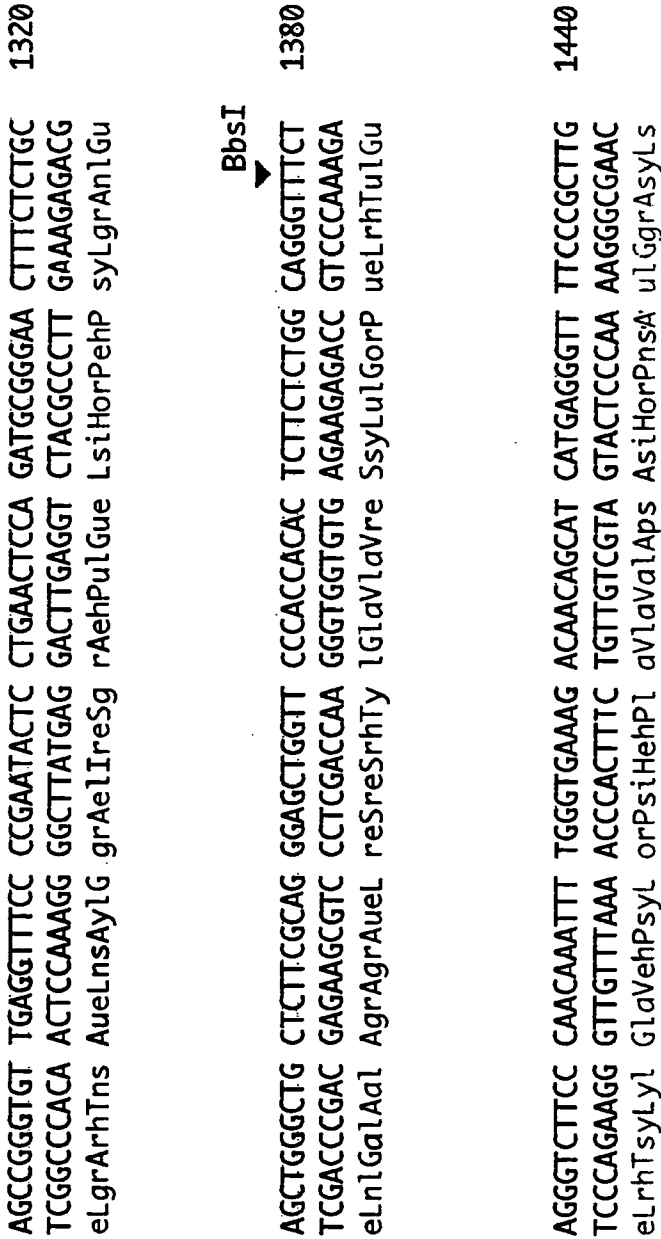 AGCCGGGTGT TGAGGTTTCC CCGAATACTC CTGAACTCCA GATGCGGGAA CTTTCTCTGC 1320
TCGGCCCACA ACTCCAAAGG GGCTTATGAG GACTTGAGGT CTACGCCCTT GAAAGAGACG
eLgrArhTns AueLnsAylG grAelIreSg rAehPulGue LsiHorPehP syLgrAnlGu
BbsI
AGCTGGGCTG CTCTTCGCAG GGAGCTGGTT CCCACCACAC TCTTCTCTGG CAGGGTTTCT 1380
TCGACCCGAC GAGAAGCGTC CCTCGACCAA GGGTGGTGTG AGAAGAGACC GTCCCAAAGA
eLnlGalAal AgrAgrAueL reSreSrhTy lGlaVlaVre SsyLulGorP ueLrhTulGu
AGGGTCTTCC CAACAAATTT TGGGTGAAAG ACAACAGCAT CATGAGGGTT TTCCCGCTTG 1440
TCCCAGAAGG GTTGTTTAAA ACCCACTTTC TGTTGTCGTA GTACTCCCAA AAGGGCGAAC
eLrhTsyLyl GlaVehPsyL orPsiHehPl aVlaValAps AsiHorPnsA ulGgrAsyLs